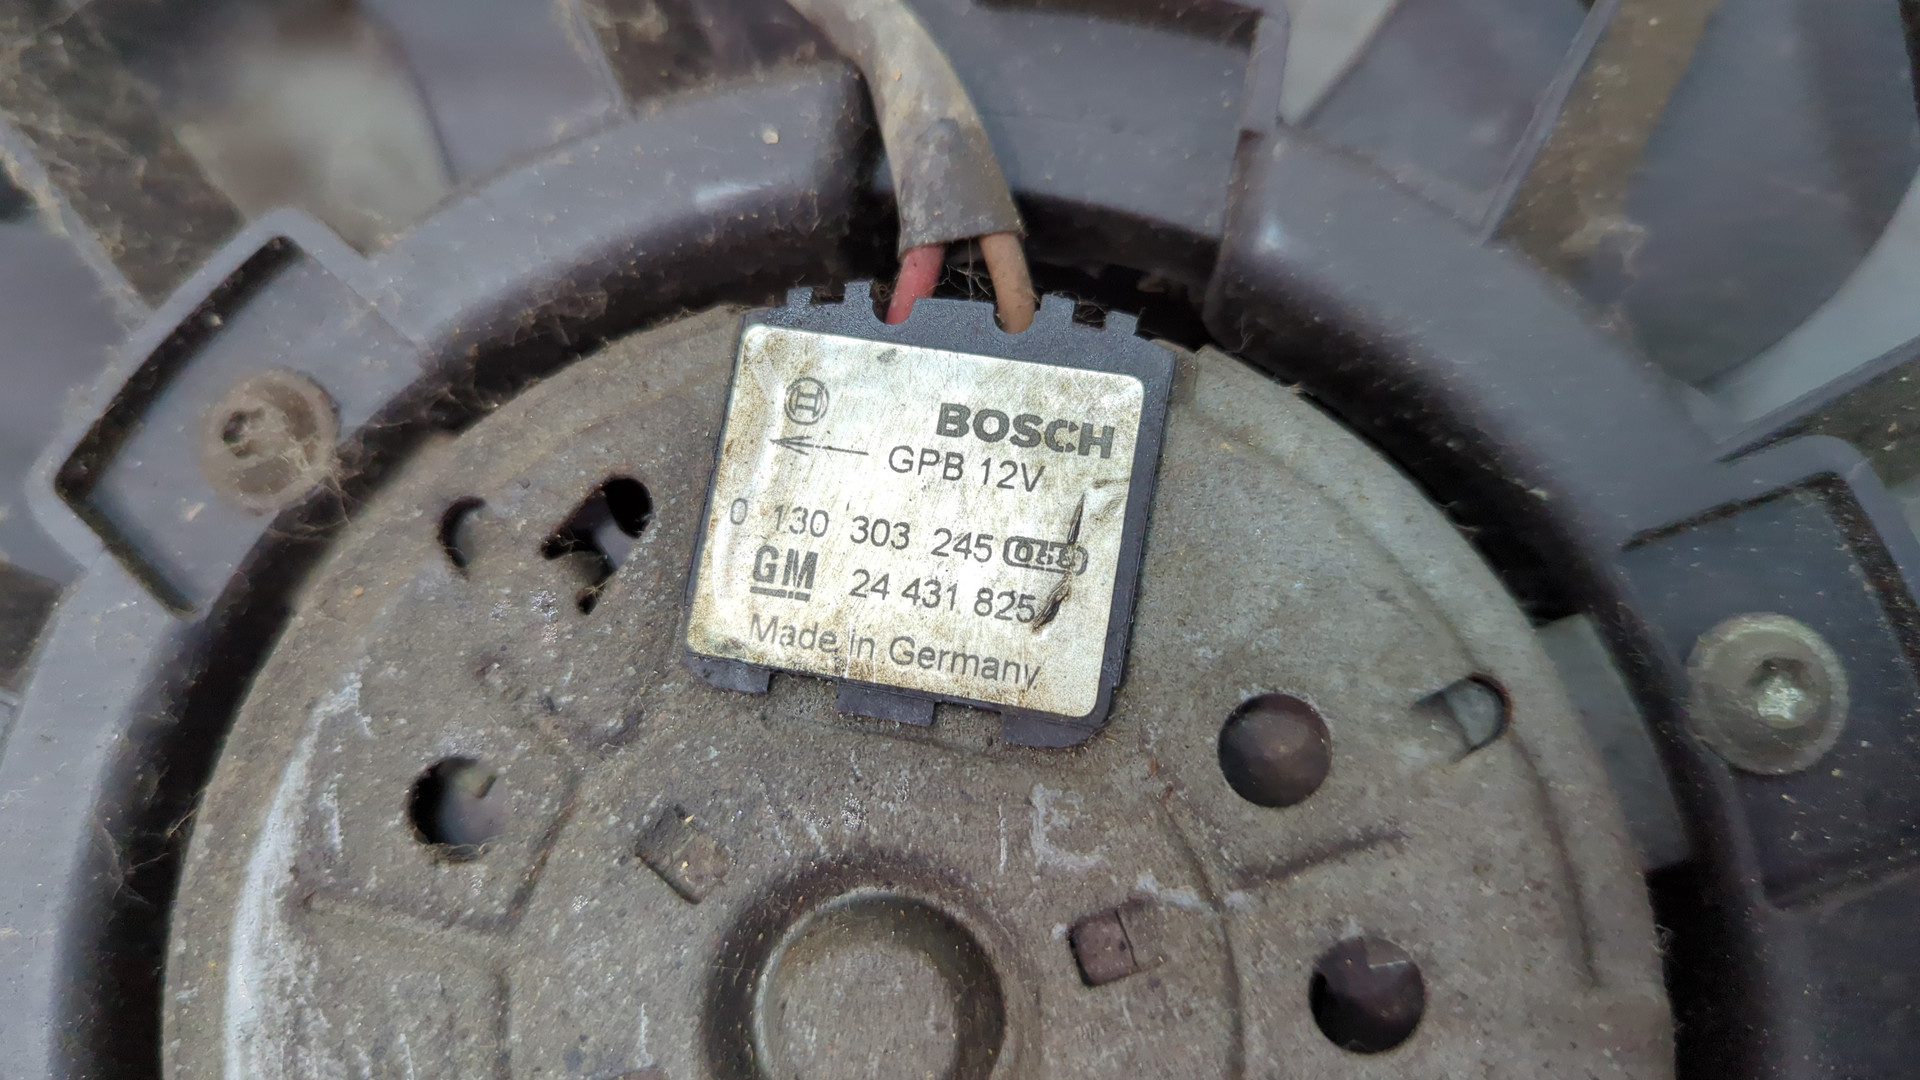 BOSCH
GPB 12V
0 130 303 245
GM 24 431 825
Made in Germany